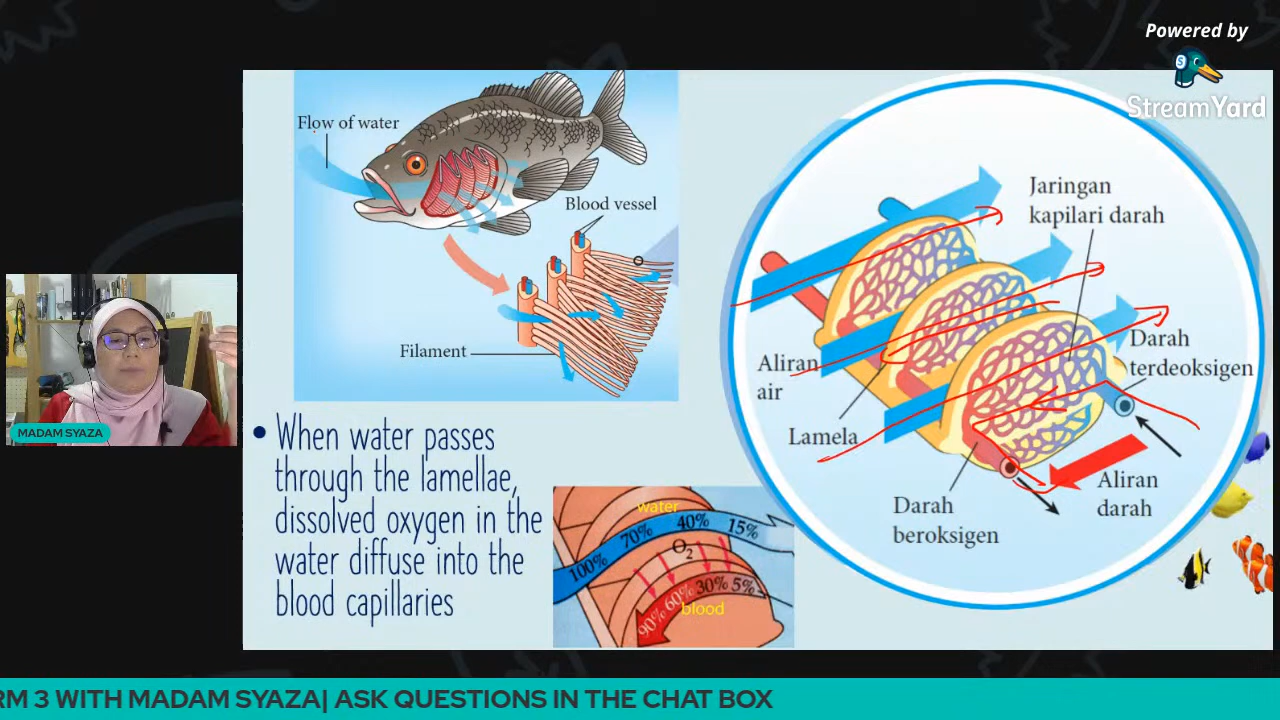 Powered by
StreamYard
Flow of water
Blood vessel
Filament
Jaringan
kapilari darah
Aliran
air
Lamela
Darah
terdeoksigen
Aliran
darah
Darah
beroksigen
• When water passes
through the lamellae,
dissolved oxygen in the
water diffuse into the
blood capillaries
water
100% 70% 40% 15%
O2
90% 60% 30% 5%
blood
MADAM SYAZA
RM 3 WITH MADAM SYAZA| ASK QUESTIONS IN THE CHAT BOX